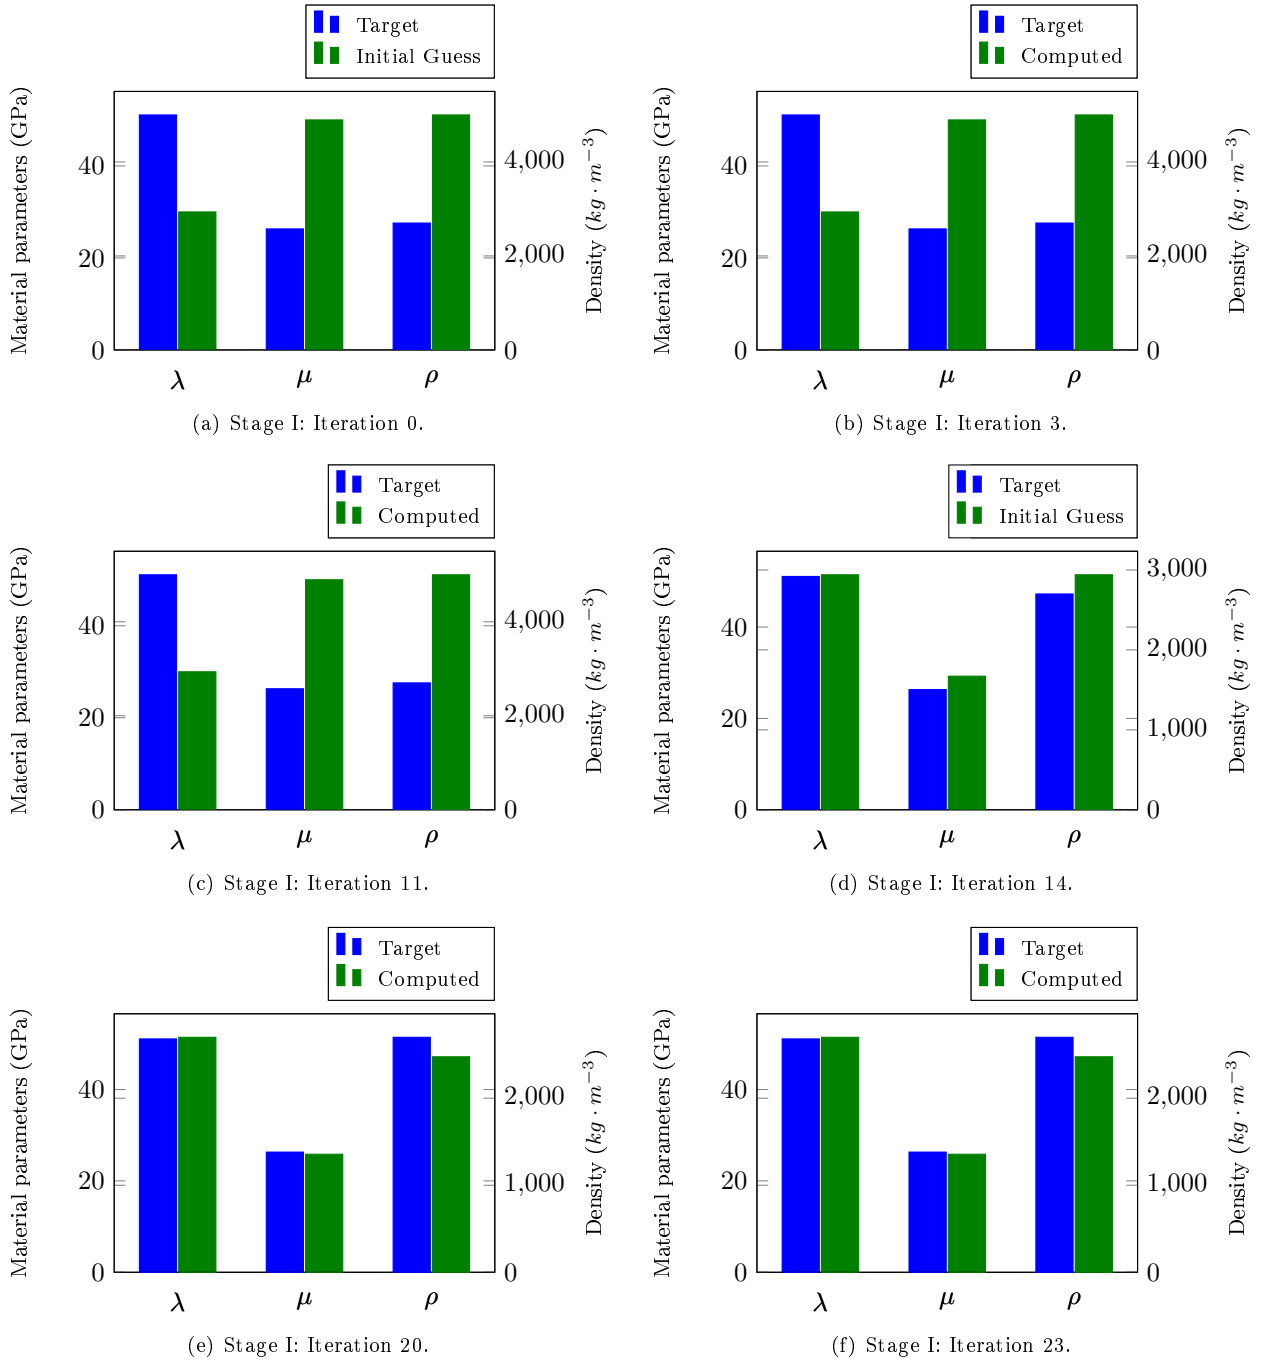 Target
Initial Guess
Material parameters (GPa)
40
20
0
4,000
2,000
0
Density (kg · m⁻³)
λ
μ
ρ
(a) Stage I: Iteration 0.
Target
Computed
Material parameters (GPa)
40
20
0
4,000
2,000
0
Density (kg · m⁻³)
λ
μ
ρ
(b) Stage I: Iteration 3.
Target
Computed
Material parameters (GPa)
40
20
0
4,000
2,000
0
Density (kg · m⁻³)
λ
μ
ρ
(c) Stage I: Iteration 11.
Target
Initial Guess
Material parameters (GPa)
40
20
0
3,000
2,000
1,000
0
Density (kg · m⁻³)
λ
μ
ρ
(d) Stage I: Iteration 14.
Target
Computed
Material parameters (GPa)
40
20
0
2,000
1,000
0
Density (kg · m⁻³)
λ
μ
ρ
(e) Stage I: Iteration 20.
Target
Computed
Material parameters (GPa)
40
20
0
2,000
1,000
0
Density (kg · m⁻³)
λ
μ
ρ
(f) Stage I: Iteration 23.